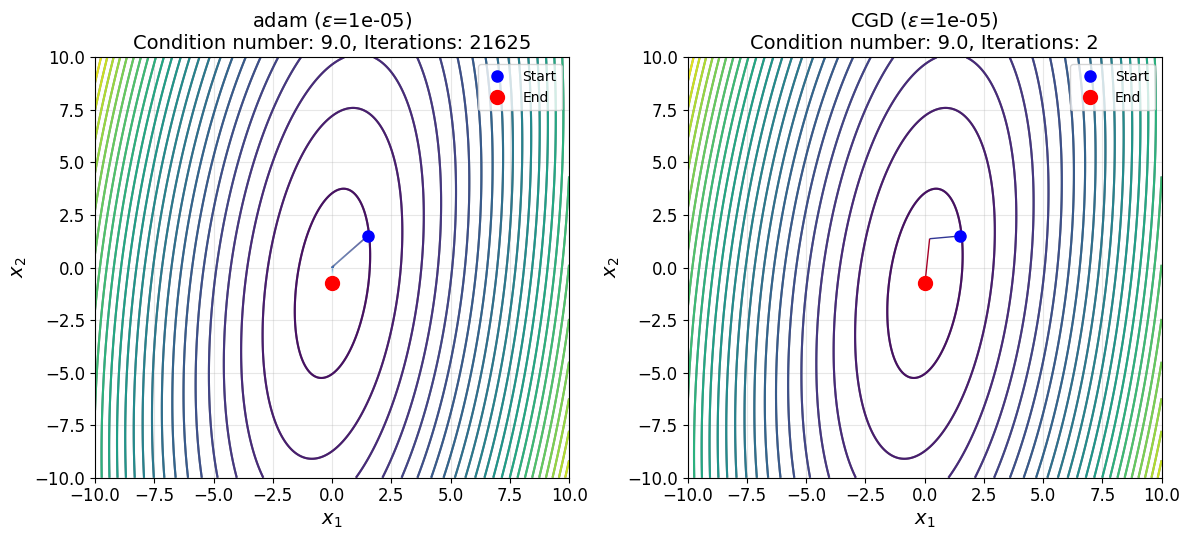 adam (ε=1e-05)
Condition number: 9.0, Iterations: 21625
10.0
7.5
5.0
2.5
0.0
−2.5
−5.0
−7.5
−10.0
x₂
Start
End
−10.0 −7.5 −5.0 −2.5 0.0 2.5 5.0 7.5 10.0
x₁
CGD (ε=1e-05)
Condition number: 9.0, Iterations: 2
10.0
7.5
5.0
2.5
0.0
−2.5
−5.0
−7.5
−10.0
x₂
Start
End
−10.0 −7.5 −5.0 −2.5 0.0 2.5 5.0 7.5 10.0
x₁